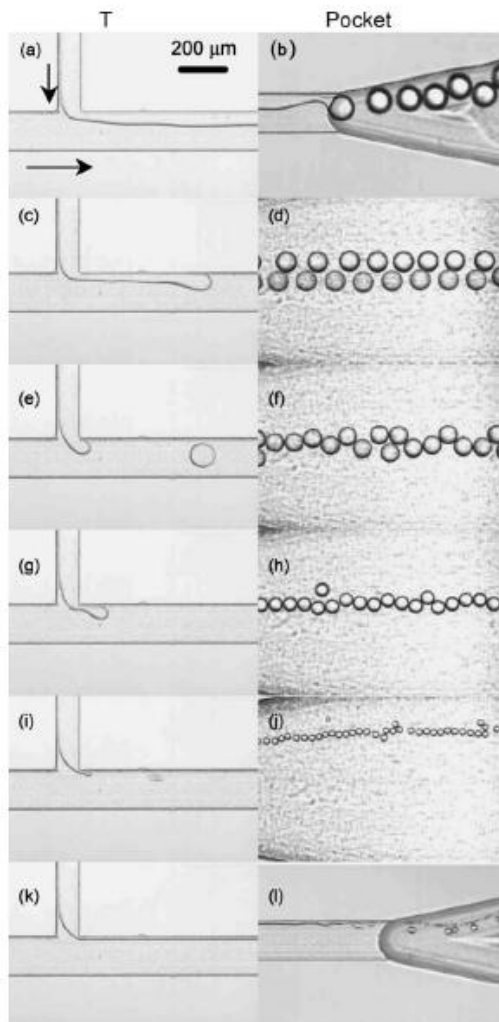 T Pocket
(a) 200 μm (b)
(c) (d)
(e) (f)
(g) (h)
(i) (j)
(k) (l)